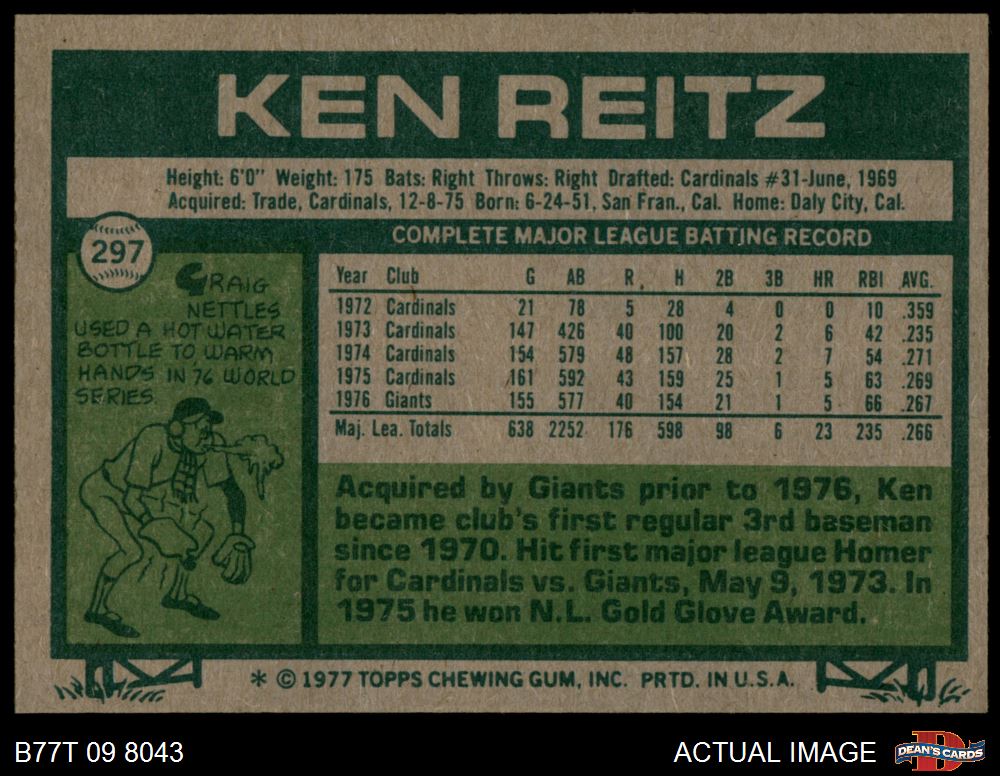 KEN REITZ
Height: 6'0" Weight: 175 Bats: Right Throws: Right Drafted: Cardinals #31-June, 1969
Acquired: Trade, Cardinals, 12-8-75 Born: 6-24-51, San Fran., Cal. Home: Daly City, Cal.
297
GRAIG
NETTLES
USED A HOT WATER
BOTTLE TO WARM
HANDS IN 76 WORLD
SERIES.
COMPLETE MAJOR LEAGUE BATTING RECORD
Year Club G AB R H 2B 3B HR RBI AVG.
1972 Cardinals 21 78 5 28 4 0 0 10 .359
1973 Cardinals 147 426 40 100 20 2 6 42 .235
1974 Cardinals 154 579 48 157 28 2 7 54 .271
1975 Cardinals 161 592 43 159 25 1 5 63 .269
1976 Giants 155 577 40 154 21 1 5 66 .267
Maj. Lea. Totals 638 2252 176 598 98 6 23 235 .266
Acquired by Giants prior to 1976, Ken
became club's first regular 3rd baseman
since 1970. Hit first major league Homer
for Cardinals vs. Giants, May 9, 1973. In
1975 he won N.L. Gold Glove Award.
* © 1977 TOPPS CHEWING GUM, INC. PRTD. IN U.S.A.
B77T 09 8043
ACTUAL IMAGE
DEAN'S CARDS